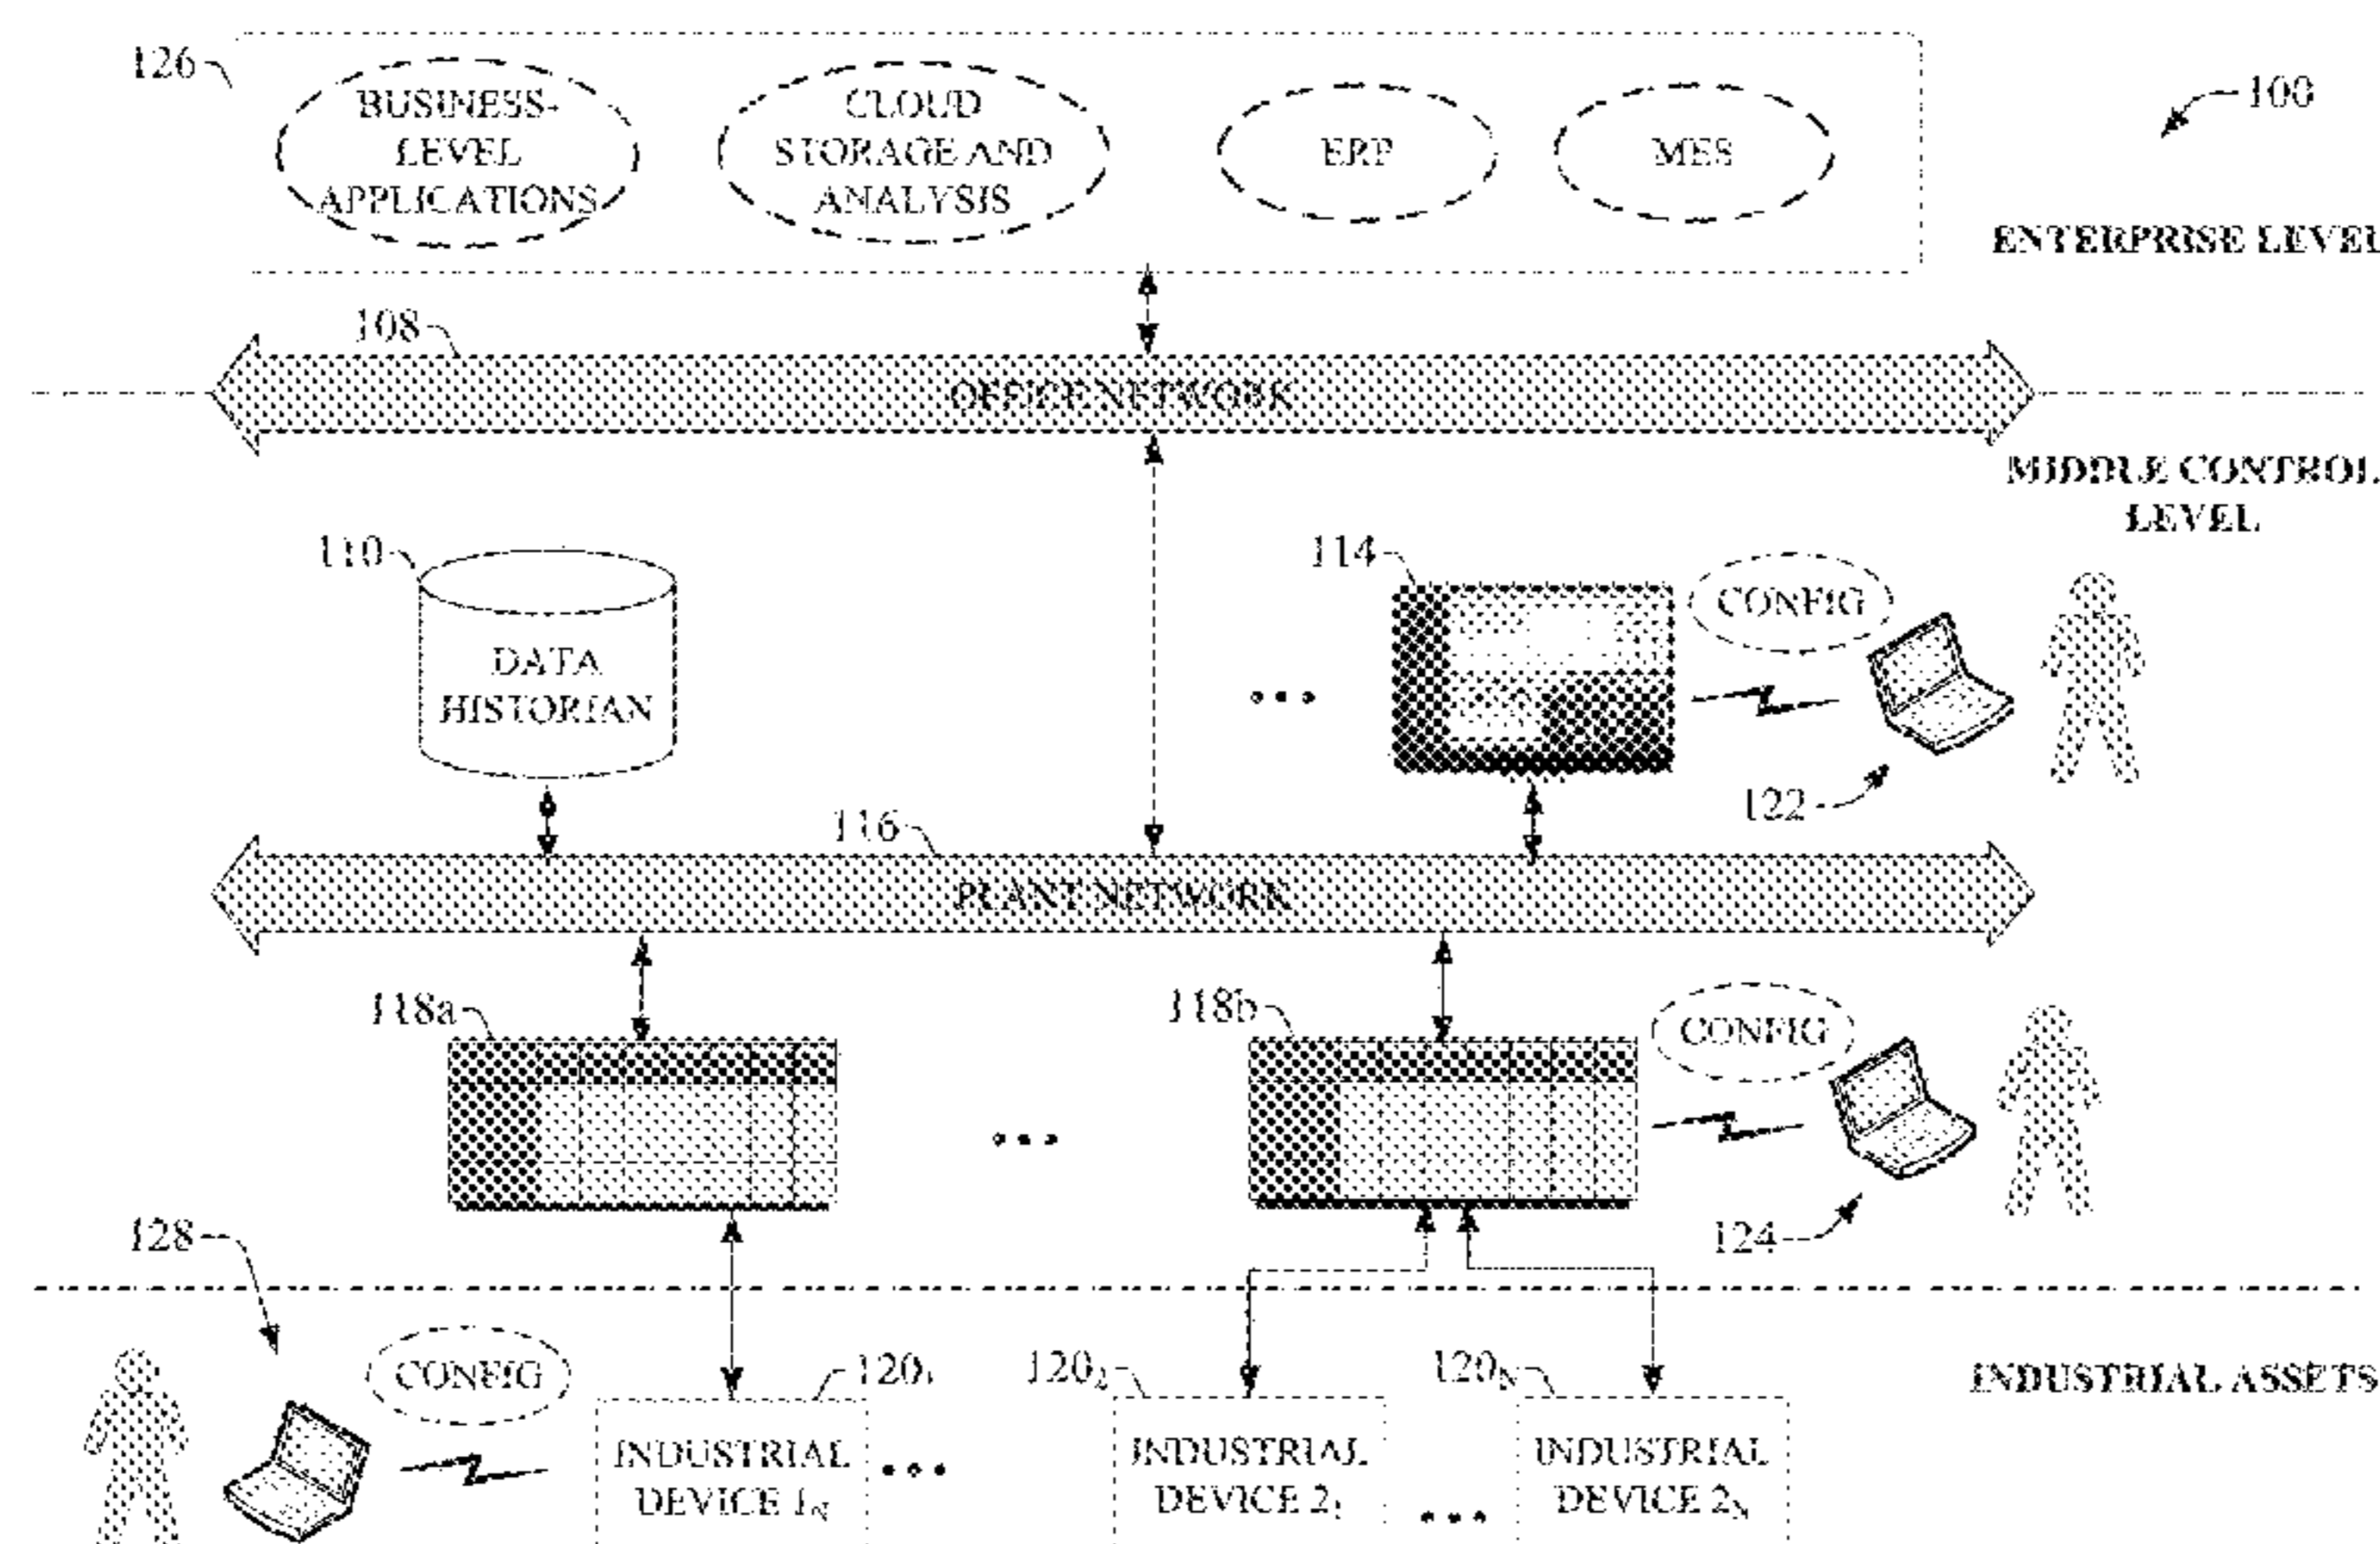 126
BUSINESS-
LEVEL
APPLICATIONS
CLOUD
STORAGE AND
ANALYSIS
ERP
MES
100
ENTERPRISE LEVEL
108
OFFICE NETWORK
MIDDLE CONTROL
LEVEL
110
DATA
HISTORIAN
114
CONFIG
122
116
PLANT NETWORK
118a
118b
CONFIG
124
128
CONFIG
120₁
120₂
120N
INDUSTRIAL ASSETS
INDUSTRIAL
DEVICE 1N
INDUSTRIAL
DEVICE 2₁
INDUSTRIAL
DEVICE 2N